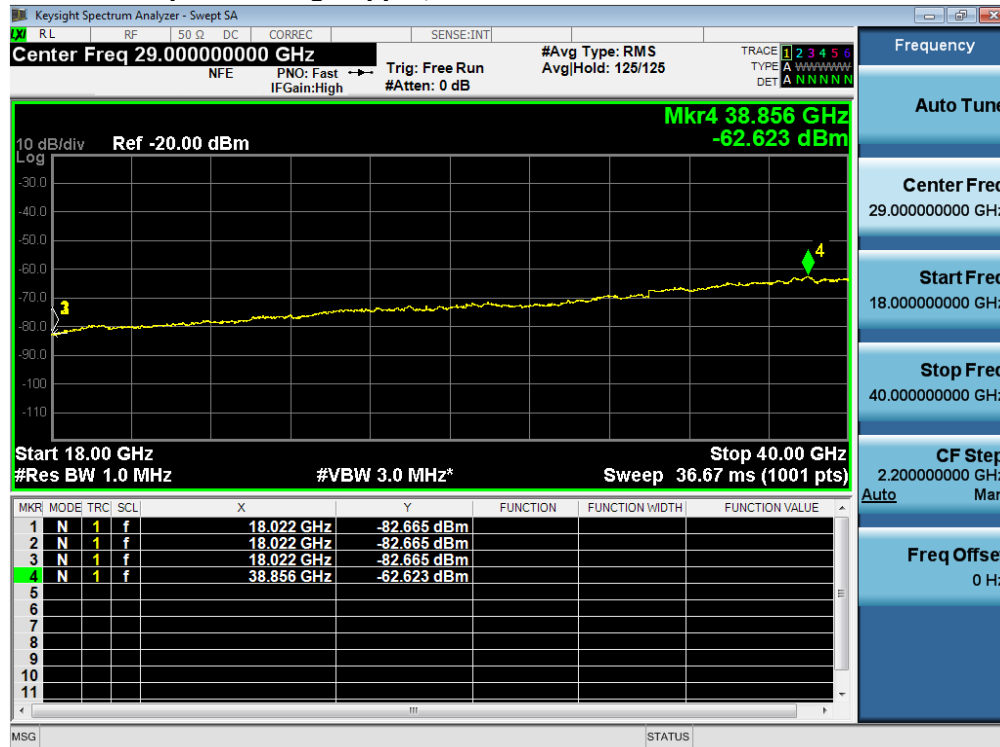 Keysight Spectrum Analyzer - Swept SA
LXI RL RF 50 Ω DC CORREC SENSE:INT
Center Freq 29.000000000 GHz
NFE PNO: Fast Trig: Free Run #Avg Type: RMS TRACE 1 2 3 4 5 6
IFGain:High #Atten: 0 dB Avg|Hold: 125/125 TYPE A WWWWW
DET A N N N N N
Frequency
Auto Tune
Center Freq
29.000000000 GHz
Start Freq
18.000000000 GHz
Stop Freq
40.000000000 GHz
CF Step
2.200000000 GHz
Auto Man
Freq Offset
0 Hz
Mkr4 38.856 GHz
-62.623 dBm
10 dB/div Ref -20.00 dBm
Log
-30.0
-40.0
-50.0
4
-60.0
-70.0
3
-80.0
-90.0
-100
-110
Start 18.00 GHz Stop 40.00 GHz
#Res BW 1.0 MHz #VBW 3.0 MHz* Sweep 36.67 ms (1001 pts)
MKR MODE TRC SCL X Y FUNCTION FUNCTION WIDTH FUNCTION VALUE
1 N 1 f 18.022 GHz -82.665 dBm
2 N 1 f 18.022 GHz -82.665 dBm
3 N 1 f 18.022 GHz -82.665 dBm
4 N 1 f 38.856 GHz -62.623 dBm
5
6
7
8
9
10
11
MSG STATUS